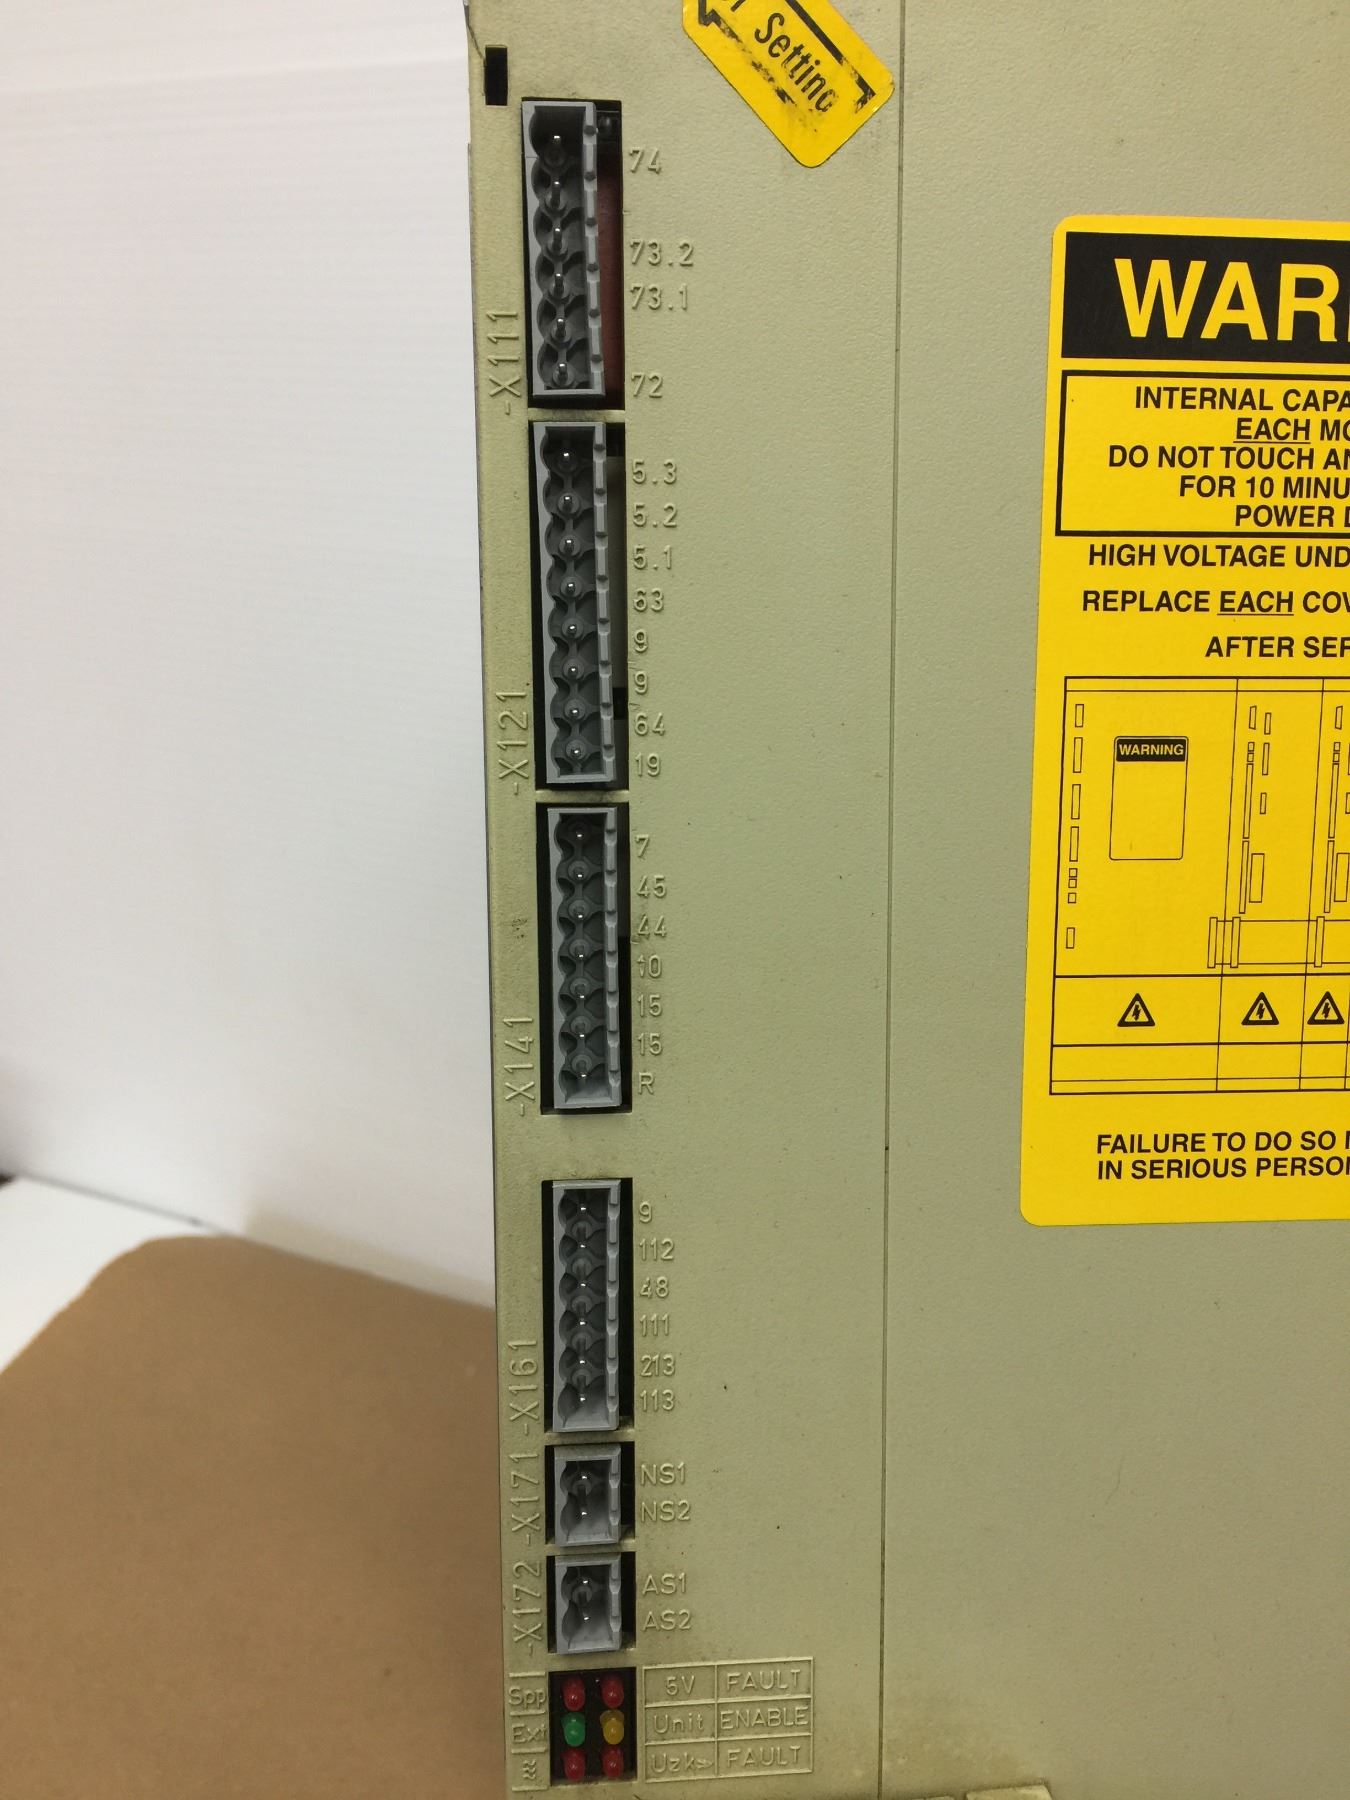 Setting
74
73.2
73.1
72
-X111
5.3
5.2
5.1
63
9
9
64
19
-X121
7
45
44
10
15
15
R
-X141
9
112
48
111
213
113
-X161
NS1
NS2
-X171
AS1
AS2
-X172
Spp 5V FAULT
Ext Unit ENABLE
Uzk> FAULT
WAR
INTERNAL CAPA
EACH MO
DO NOT TOUCH AN
FOR 10 MINU
POWER D
HIGH VOLTAGE UND
REPLACE EACH COV
AFTER SER
WARNING
FAILURE TO DO SO
IN SERIOUS PERSO